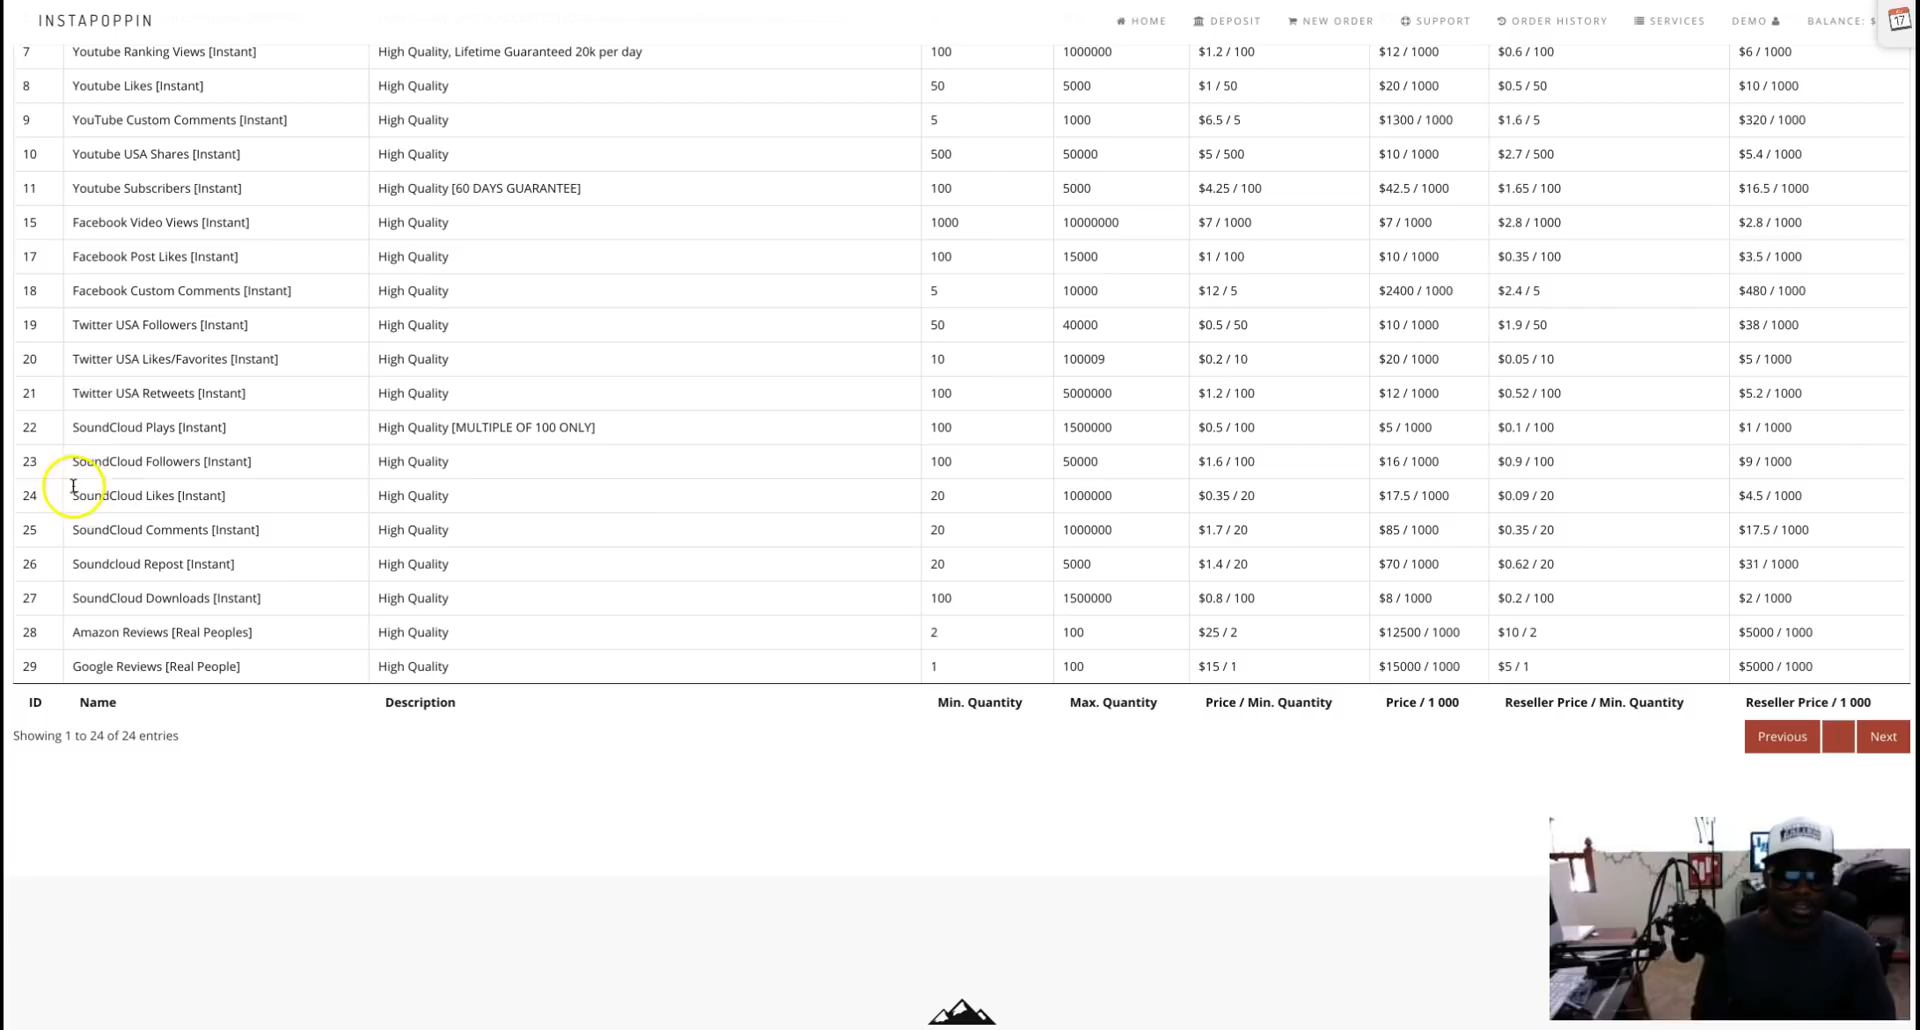 INSTAPOPPIN
HOME DEPOSIT NEW ORDER SUPPORT ORDER HISTORY SERVICES DEMO BALANCE: $
17
7 Youtube Ranking Views [Instant] High Quality, Lifetime Guaranteed 20k per day 100 1000000 $1.2 / 100 $12 / 1000 $0.6 / 100 $6 / 1000
8 Youtube Likes [Instant] High Quality 50 5000 $1 / 50 $20 / 1000 $0.5 / 50 $10 / 1000
9 YouTube Custom Comments [Instant] High Quality 5 1000 $6.5 / 5 $1300 / 1000 $1.6 / 5 $320 / 1000
10 Youtube USA Shares [Instant] High Quality 500 50000 $5 / 500 $10 / 1000 $2.7 / 500 $5.4 / 1000
11 Youtube Subscribers [Instant] High Quality [60 DAYS GUARANTEE] 100 5000 $4.25 / 100 $42.5 / 1000 $1.65 / 100 $16.5 / 1000
15 Facebook Video Views [Instant] High Quality 1000 10000000 $7 / 1000 $7 / 1000 $2.8 / 1000 $2.8 / 1000
17 Facebook Post Likes [Instant] High Quality 100 15000 $1 / 100 $10 / 1000 $0.35 / 100 $3.5 / 1000
18 Facebook Custom Comments [Instant] High Quality 5 10000 $12 / 5 $2400 / 1000 $2.4 / 5 $480 / 1000
19 Twitter USA Followers [Instant] High Quality 50 40000 $0.5 / 50 $10 / 1000 $1.9 / 50 $38 / 1000
20 Twitter USA Likes/Favorites [Instant] High Quality 10 100009 $0.2 / 10 $20 / 1000 $0.05 / 10 $5 / 1000
21 Twitter USA Retweets [Instant] High Quality 100 5000000 $1.2 / 100 $12 / 1000 $0.52 / 100 $5.2 / 1000
22 SoundCloud Plays [Instant] High Quality [MULTIPLE OF 100 ONLY] 100 1500000 $0.5 / 100 $5 / 1000 $0.1 / 100 $1 / 1000
23 SoundCloud Followers [Instant] High Quality 100 50000 $1.6 / 100 $16 / 1000 $0.9 / 100 $9 / 1000
24 SoundCloud Likes [Instant] High Quality 20 1000000 $0.35 / 20 $17.5 / 1000 $0.09 / 20 $4.5 / 1000
25 SoundCloud Comments [Instant] High Quality 20 1000000 $1.7 / 20 $85 / 1000 $0.35 / 20 $17.5 / 1000
26 Soundcloud Repost [Instant] High Quality 20 5000 $1.4 / 20 $70 / 1000 $0.62 / 20 $31 / 1000
27 SoundCloud Downloads [Instant] High Quality 100 1500000 $0.8 / 100 $8 / 1000 $0.2 / 100 $2 / 1000
28 Amazon Reviews [Real Peoples] High Quality 2 100 $25 / 2 $12500 / 1000 $10 / 2 $5000 / 1000
29 Google Reviews [Real People] High Quality 1 100 $15 / 1 $15000 / 1000 $5 / 1 $5000 / 1000
ID Name Description Min. Quantity Max. Quantity Price / Min. Quantity Price / 1 000 Reseller Price / Min. Quantity Reseller Price / 1 000
Showing 1 to 24 of 24 entries
Previous Next